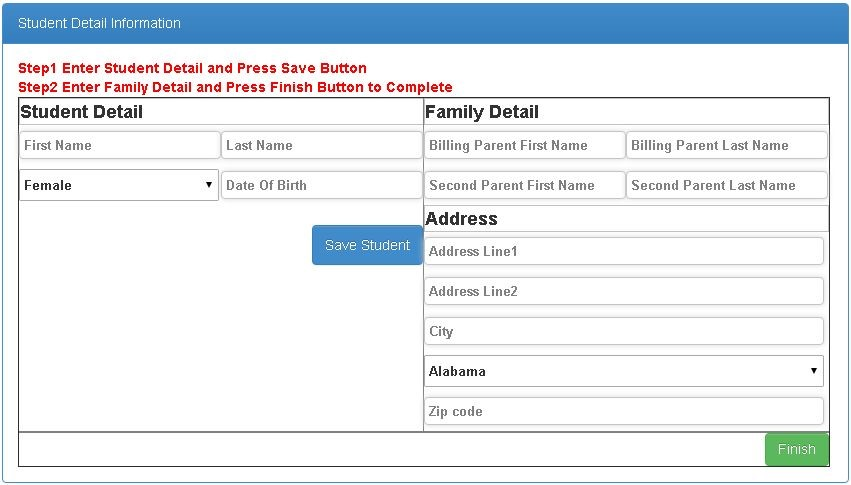 Student Detail Information
Step1 Enter Student Detail and Press Save Button
Step2 Enter Family Detail and Press Finish Button to Complete
Student Detail
First Name
Last Name
Female
Date Of Birth
Save Student
Family Detail
Billing Parent First Name
Billing Parent Last Name
Second Parent First Name
Second Parent Last Name
Address
Address Line1
Address Line2
City
Alabama
Zip code
Finish